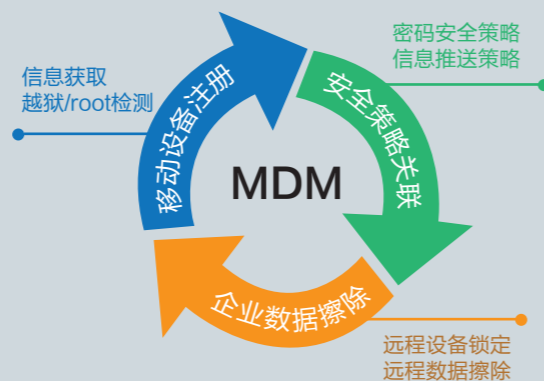 密码安全策略
信息推送策略
信息获取
越狱/root检测
移动设备注册
安全策略关联
MDM
企业数据擦除
远程设备锁定
远程数据擦除